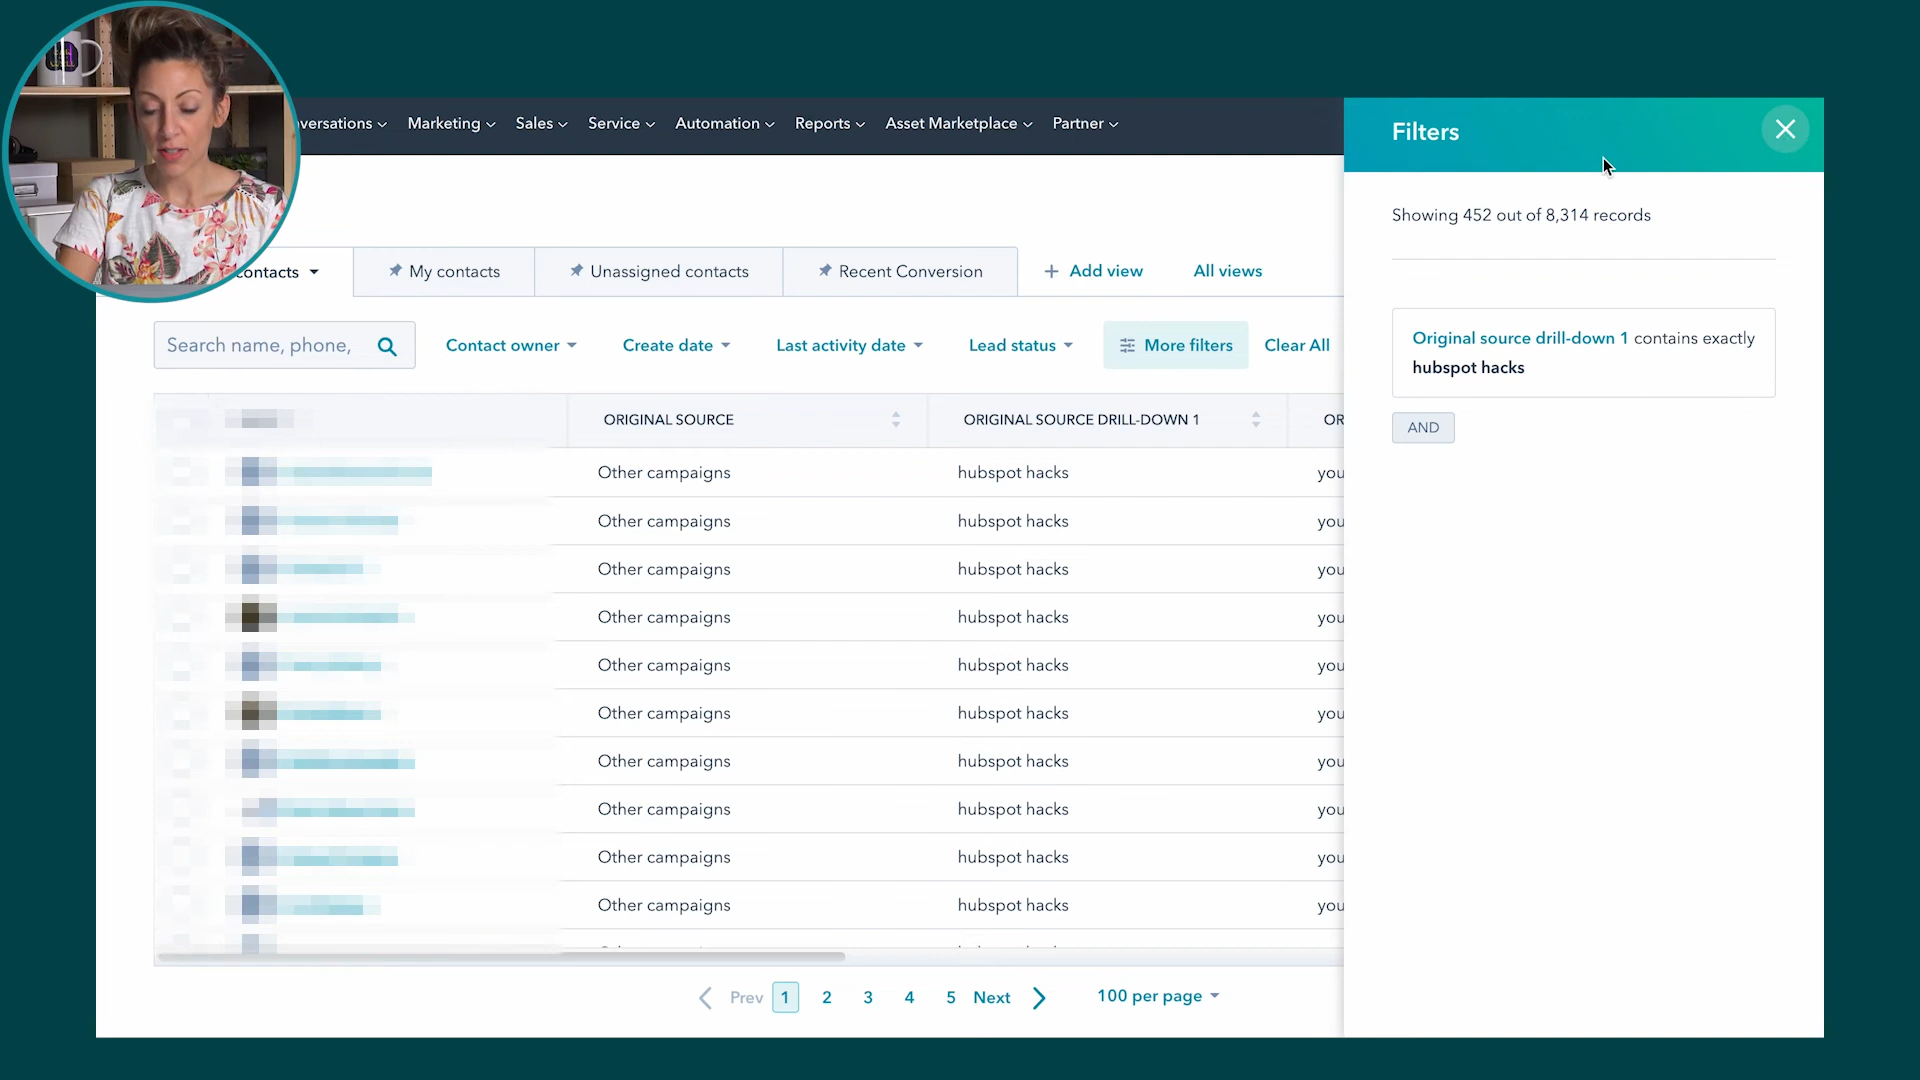 versations Marketing Sales Service Automation Reports Asset Marketplace Partner
Filters
Showing 452 out of 8,314 records
contacts My contacts Unassigned contacts Recent Conversion + Add view All views
Search name, phone, Contact owner Create date Last activity date Lead status More filters Clear All
Original source drill-down 1 contains exactly
hubspot hacks
AND
ORIGINAL SOURCE ORIGINAL SOURCE DRILL-DOWN 1 OR
Other campaigns hubspot hacks you
Other campaigns hubspot hacks you
Other campaigns hubspot hacks you
Other campaigns hubspot hacks you
Other campaigns hubspot hacks you
Other campaigns hubspot hacks you
Other campaigns hubspot hacks you
Other campaigns hubspot hacks you
Other campaigns hubspot hacks you
Other campaigns hubspot hacks you
Prev 1 2 3 4 5 Next 100 per page